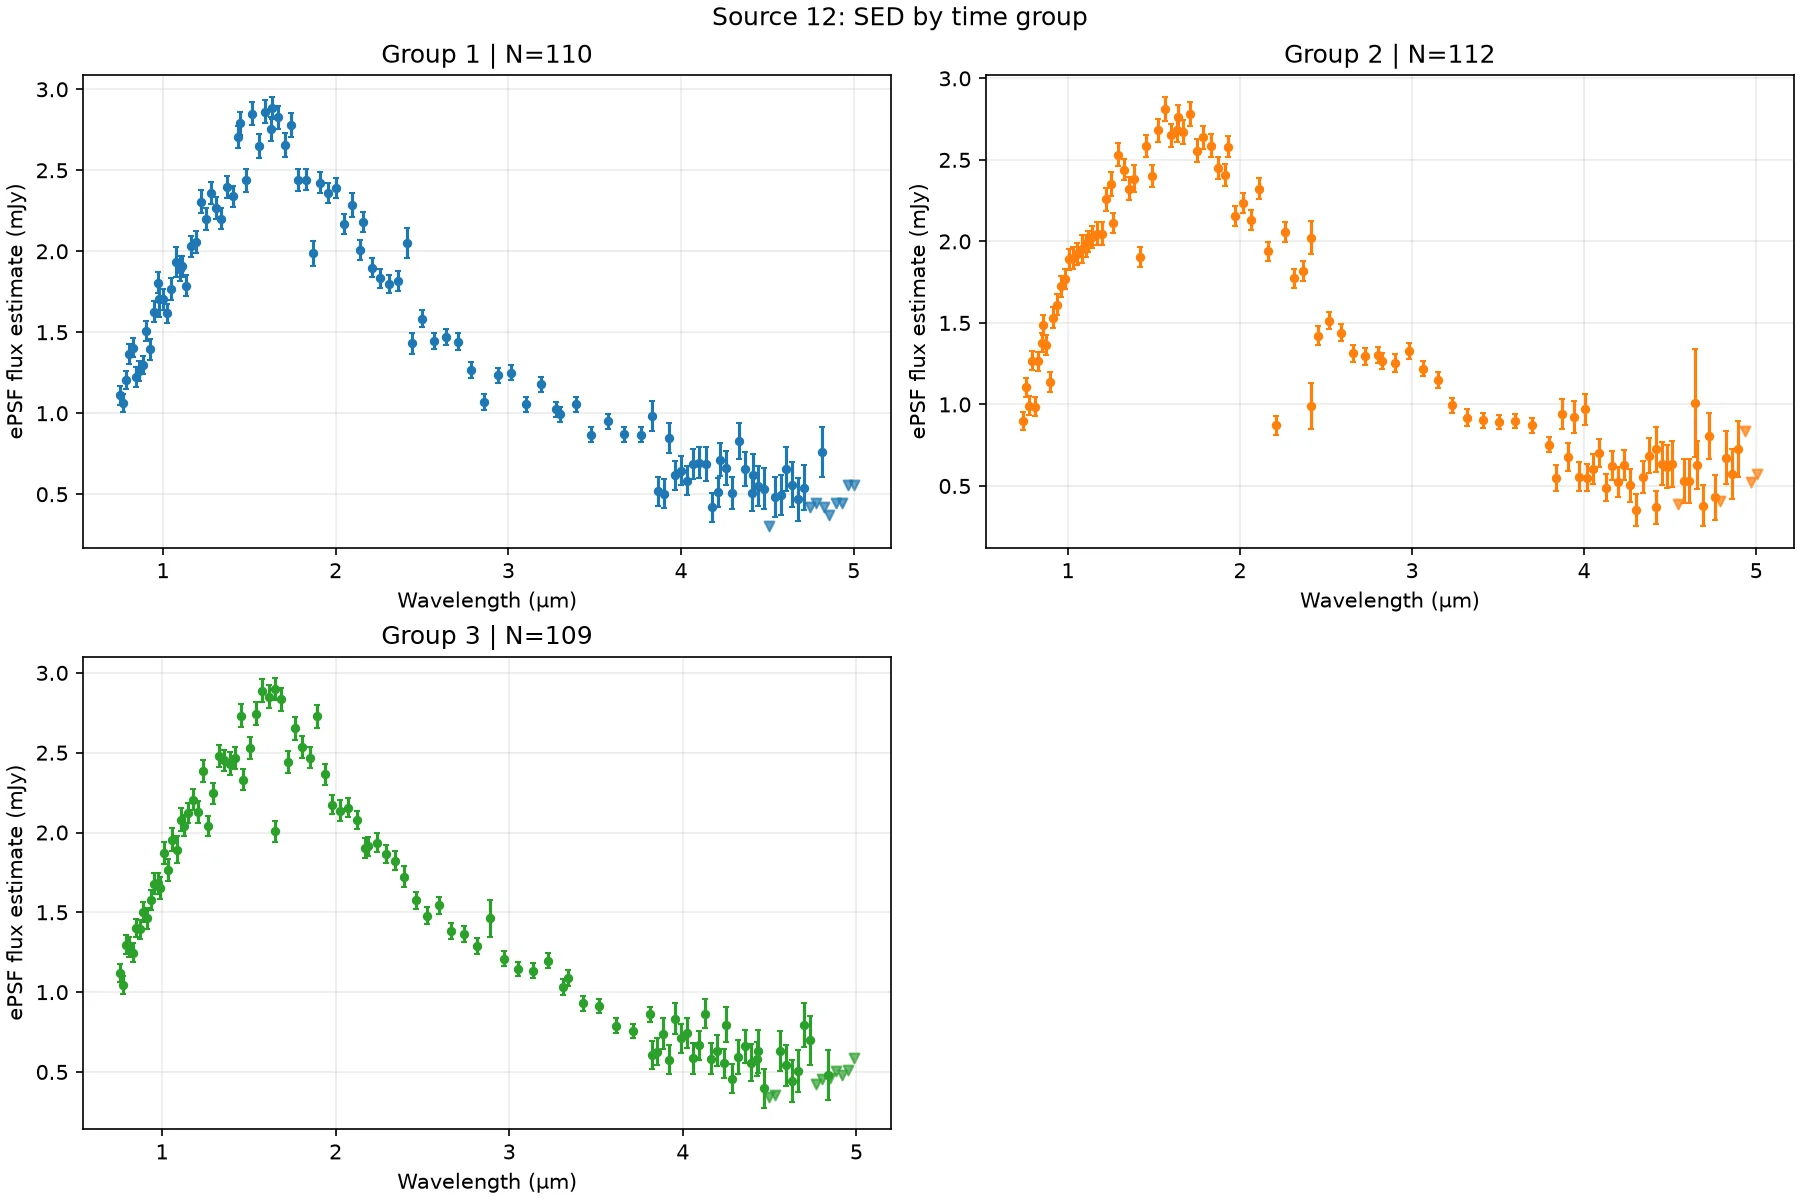 Source 12: SED by time group
Group 1 | N=110
ePSF flux estimate (mJy)
3.0
2.5
2.0
1.5
1.0
0.5
1 2 3 4 5
Wavelength (µm)
Group 2 | N=112
ePSF flux estimate (mJy)
3.0
2.5
2.0
1.5
1.0
0.5
1 2 3 4 5
Wavelength (µm)
Group 3 | N=109
ePSF flux estimate (mJy)
3.0
2.5
2.0
1.5
1.0
0.5
1 2 3 4 5
Wavelength (µm)